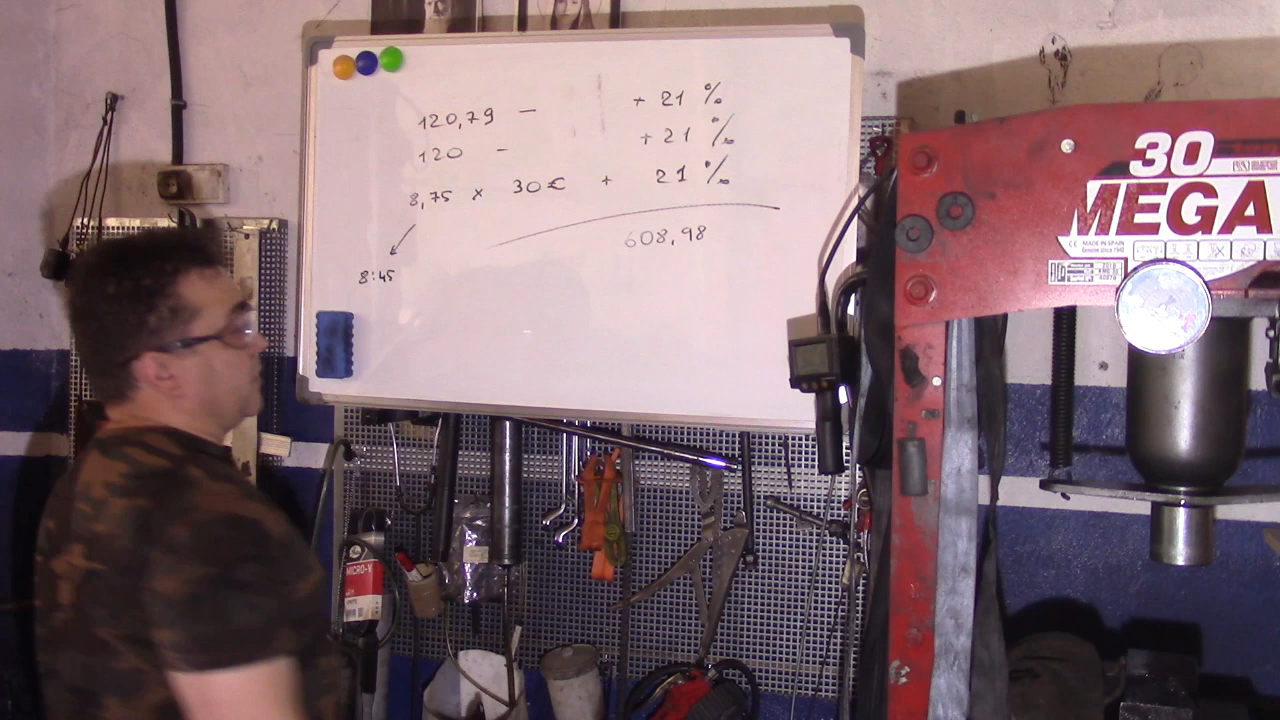 120,79 – + 21 %
120 – + 21 %
8,75 x 30€ + 21 %
608,98
8:45
30
MEGA
MADE IN SPAIN
MICRO-V